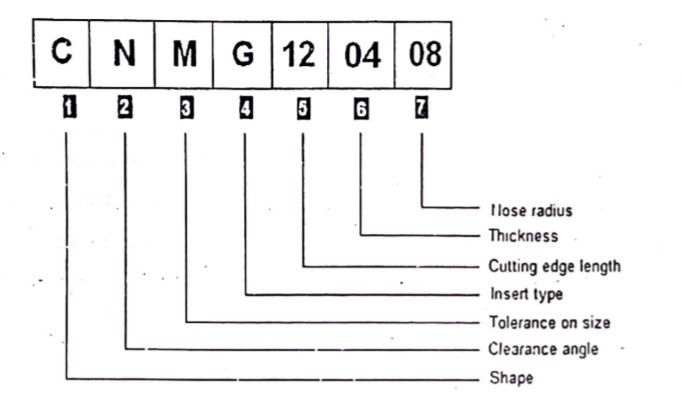 C N M G 12 04 08
1 2 3 4 5 6 7
Nose radius
Thickness
Cutting edge length
Insert type
Tolerance on size
Clearance angle
Shape